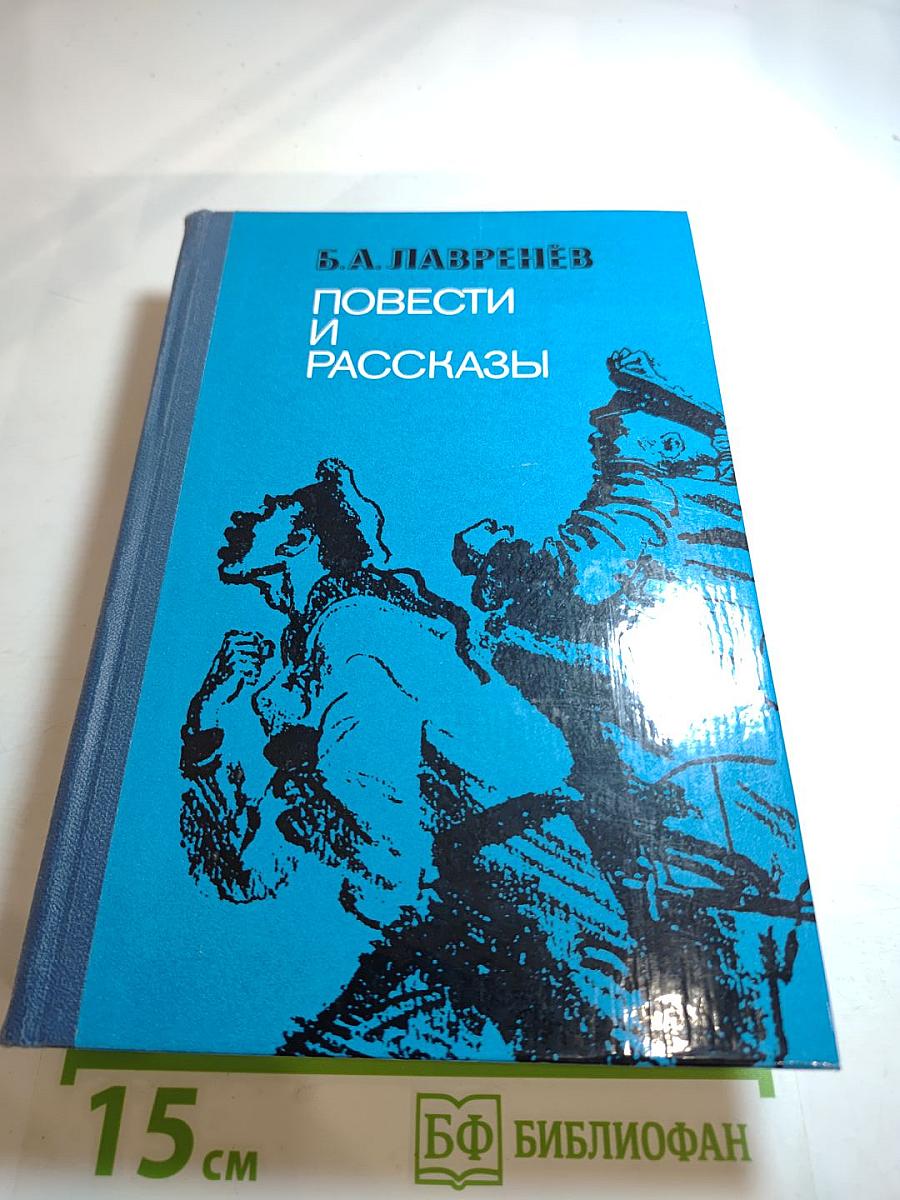 Б.А. ЛАВРЕНЁВ
ПОВЕСТИ
И
РАССКАЗЫ
15 см
БФ БИБЛИОФАН